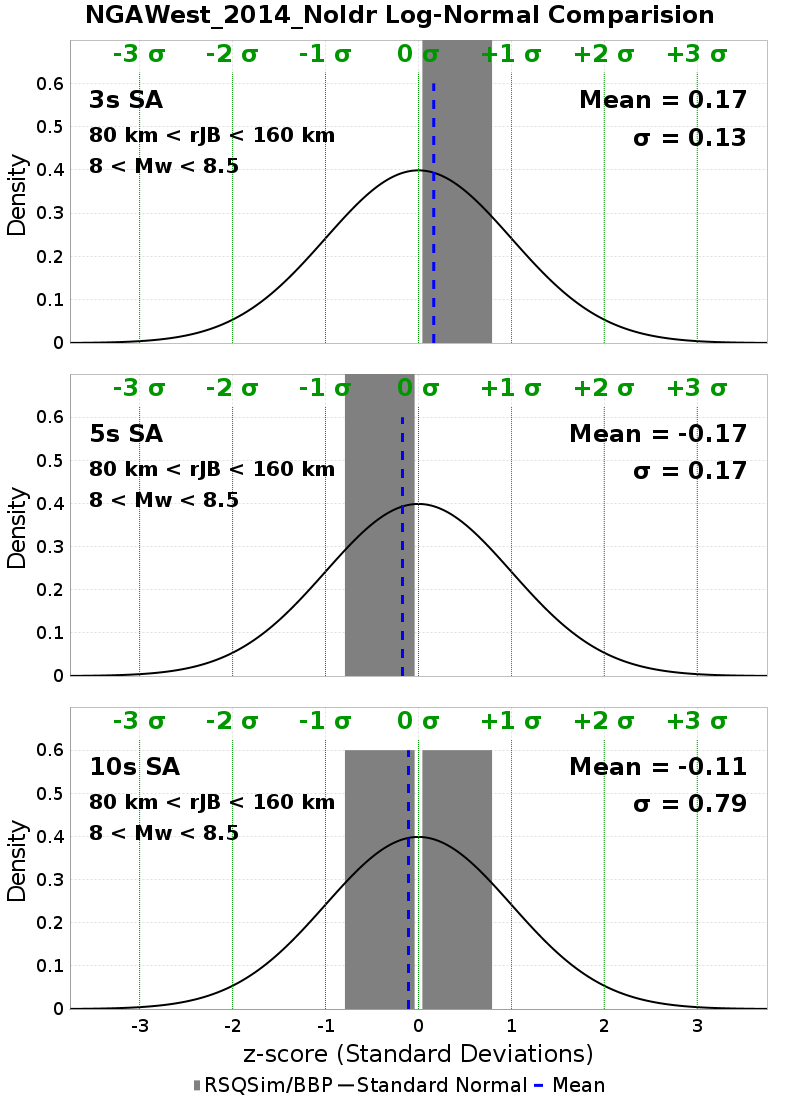 NGAWest_2014_NoIdr Log-Normal Comparision
-3 σ -2 σ -1 σ 0 σ +1 σ +2 σ +3 σ
0.6
3s SA
Mean = 0.17
0.5
80 km < rJB < 160 km
σ = 0.13
8 < Mw < 8.5
0.4
Density
0.3
0.2
0.1
0
-3 σ -2 σ -1 σ 0 σ +1 σ +2 σ +3 σ
0.6
5s SA
Mean = -0.17
0.5
80 km < rJB < 160 km
σ = 0.17
8 < Mw < 8.5
0.4
Density
0.3
0.2
0.1
0
-3 σ -2 σ -1 σ 0 σ +1 σ +2 σ +3 σ
0.6
10s SA
Mean = -0.11
0.5
80 km < rJB < 160 km
σ = 0.79
8 < Mw < 8.5
0.4
Density
0.3
0.2
0.1
0
-3 -2 -1 0 1 2 3
z-score (Standard Deviations)
RSQSim/BBP Standard Normal Mean